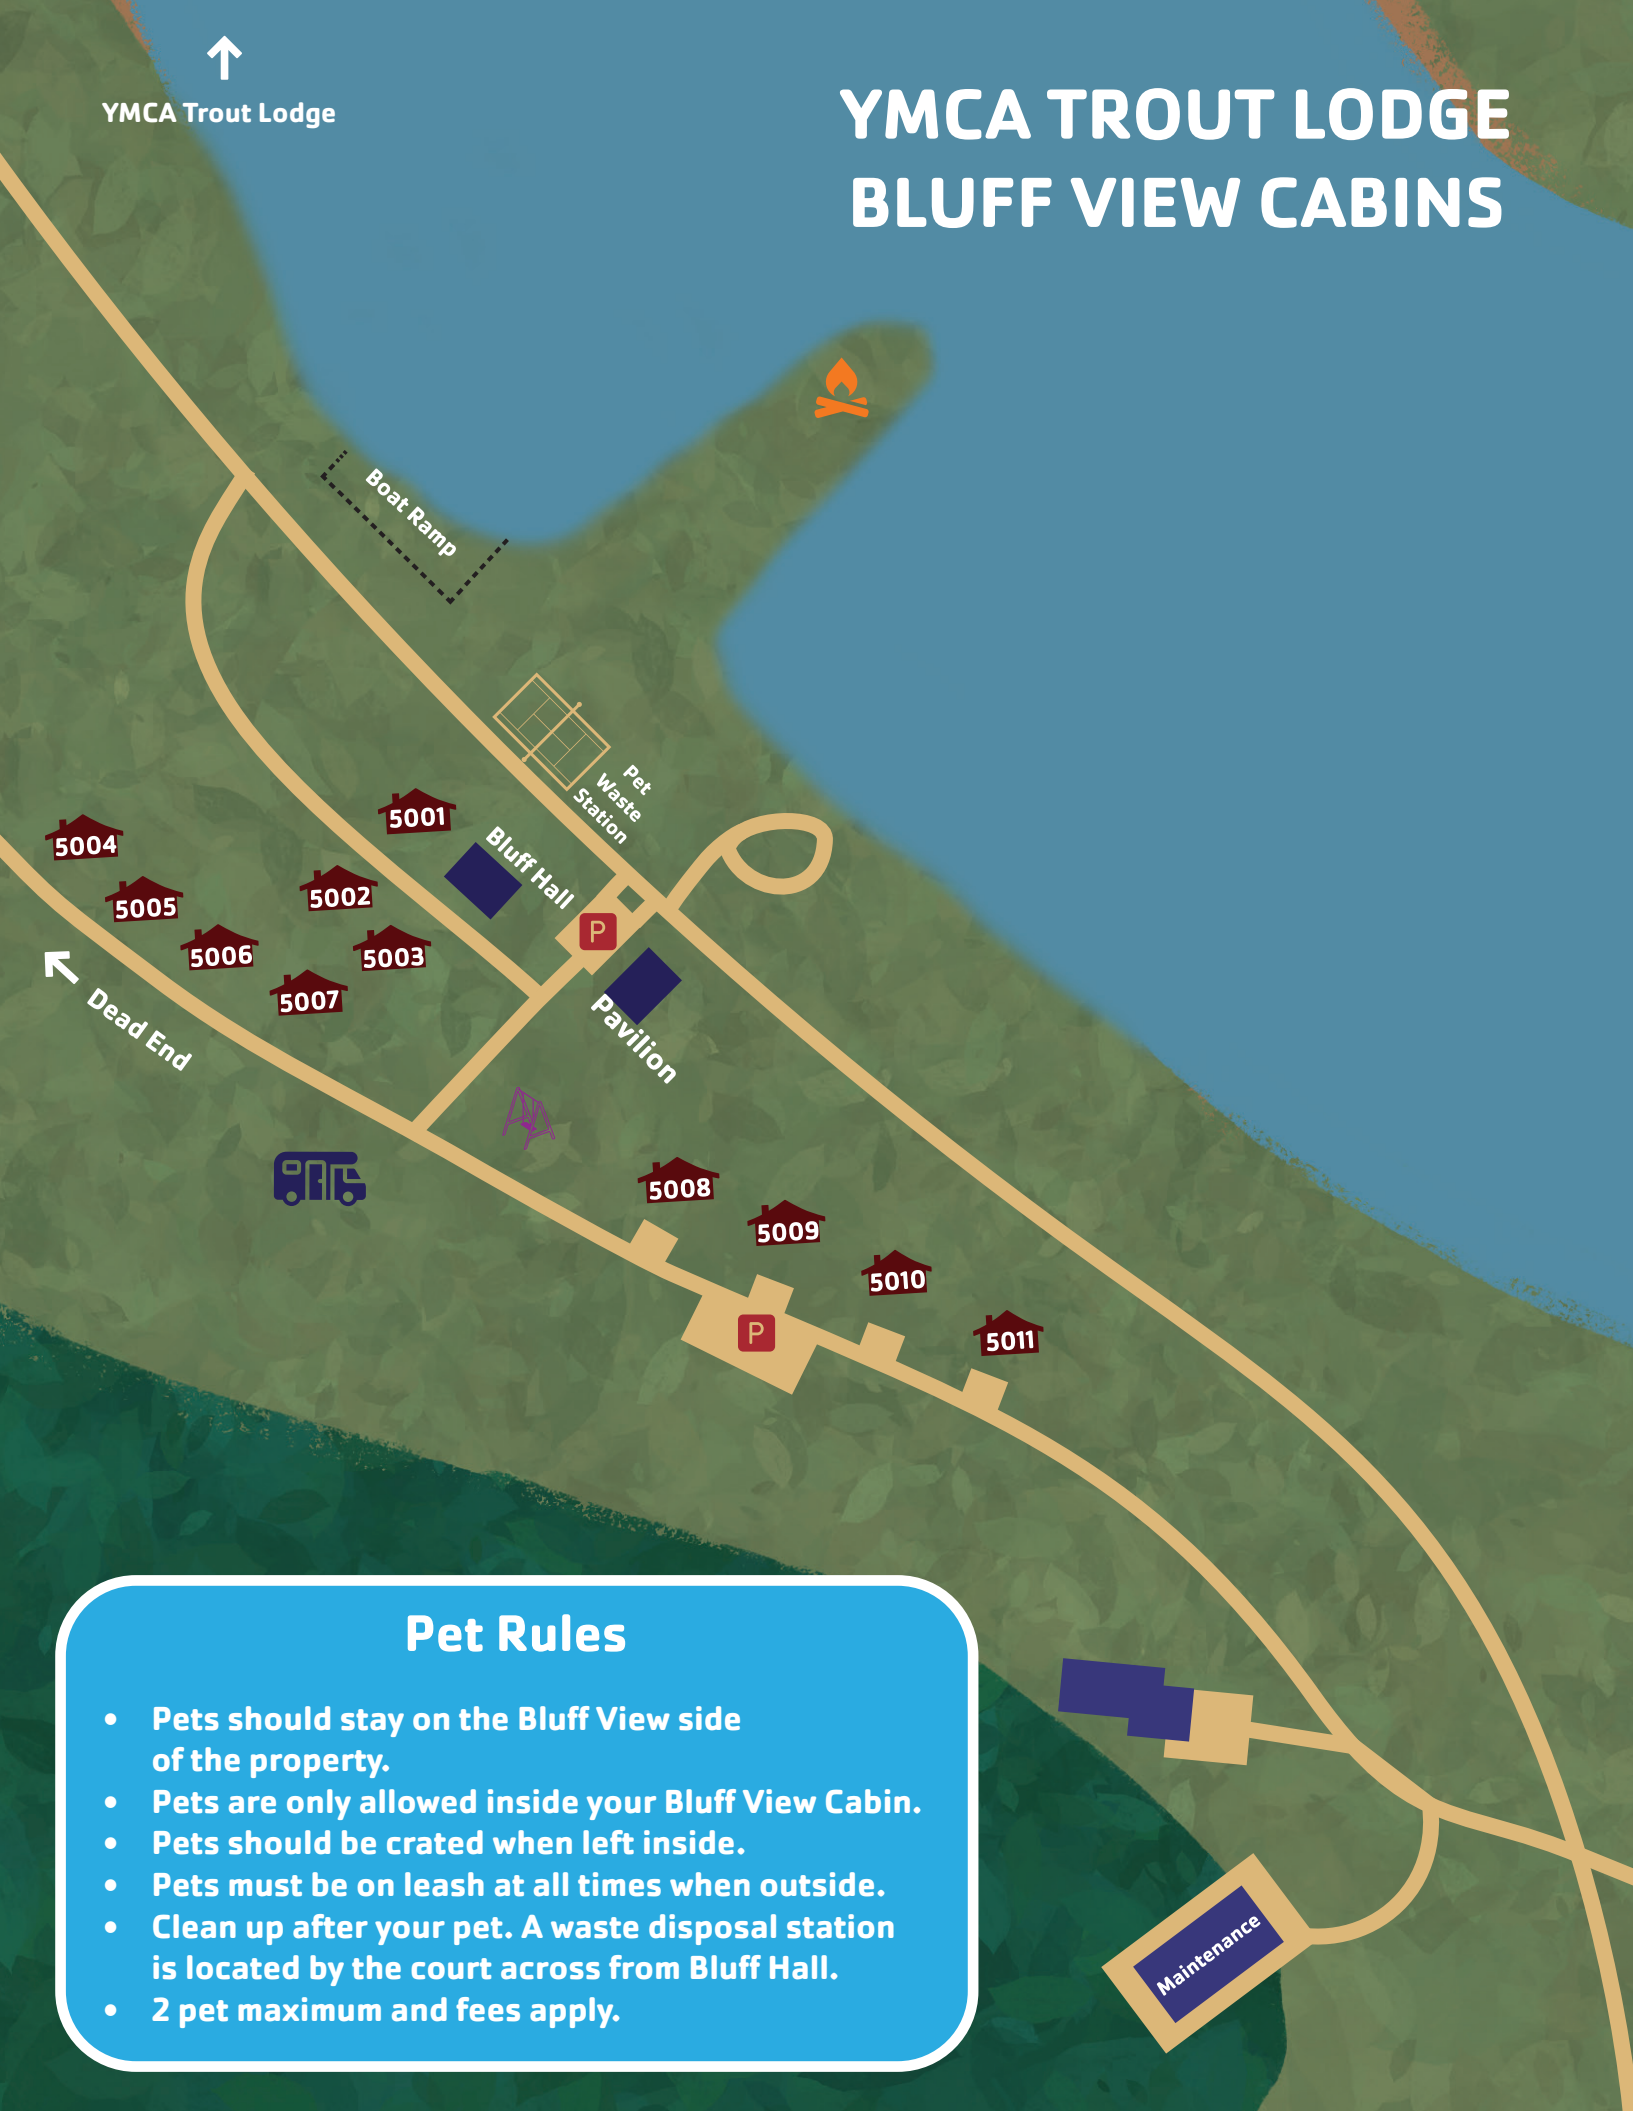 YMCA Trout Lodge
YMCA TROUT LODGE
BLUFF VIEW CABINS
Boat Ramp
Pet
Waste
Station
5001
5004
Bluff Hall
5002
5005
P
5006
5003
5007
Dead End
Pavilion
5008
5009
5010
5011
P
Pet Rules
• Pets should stay on the Bluff View side
of the property.
• Pets are only allowed inside your Bluff View Cabin.
• Pets should be crated when left inside.
• Pets must be on leash at all times when outside.
• Clean up after your pet. A waste disposal station
is located by the court across from Bluff Hall.
• 2 pet maximum and fees apply.
Maintenance